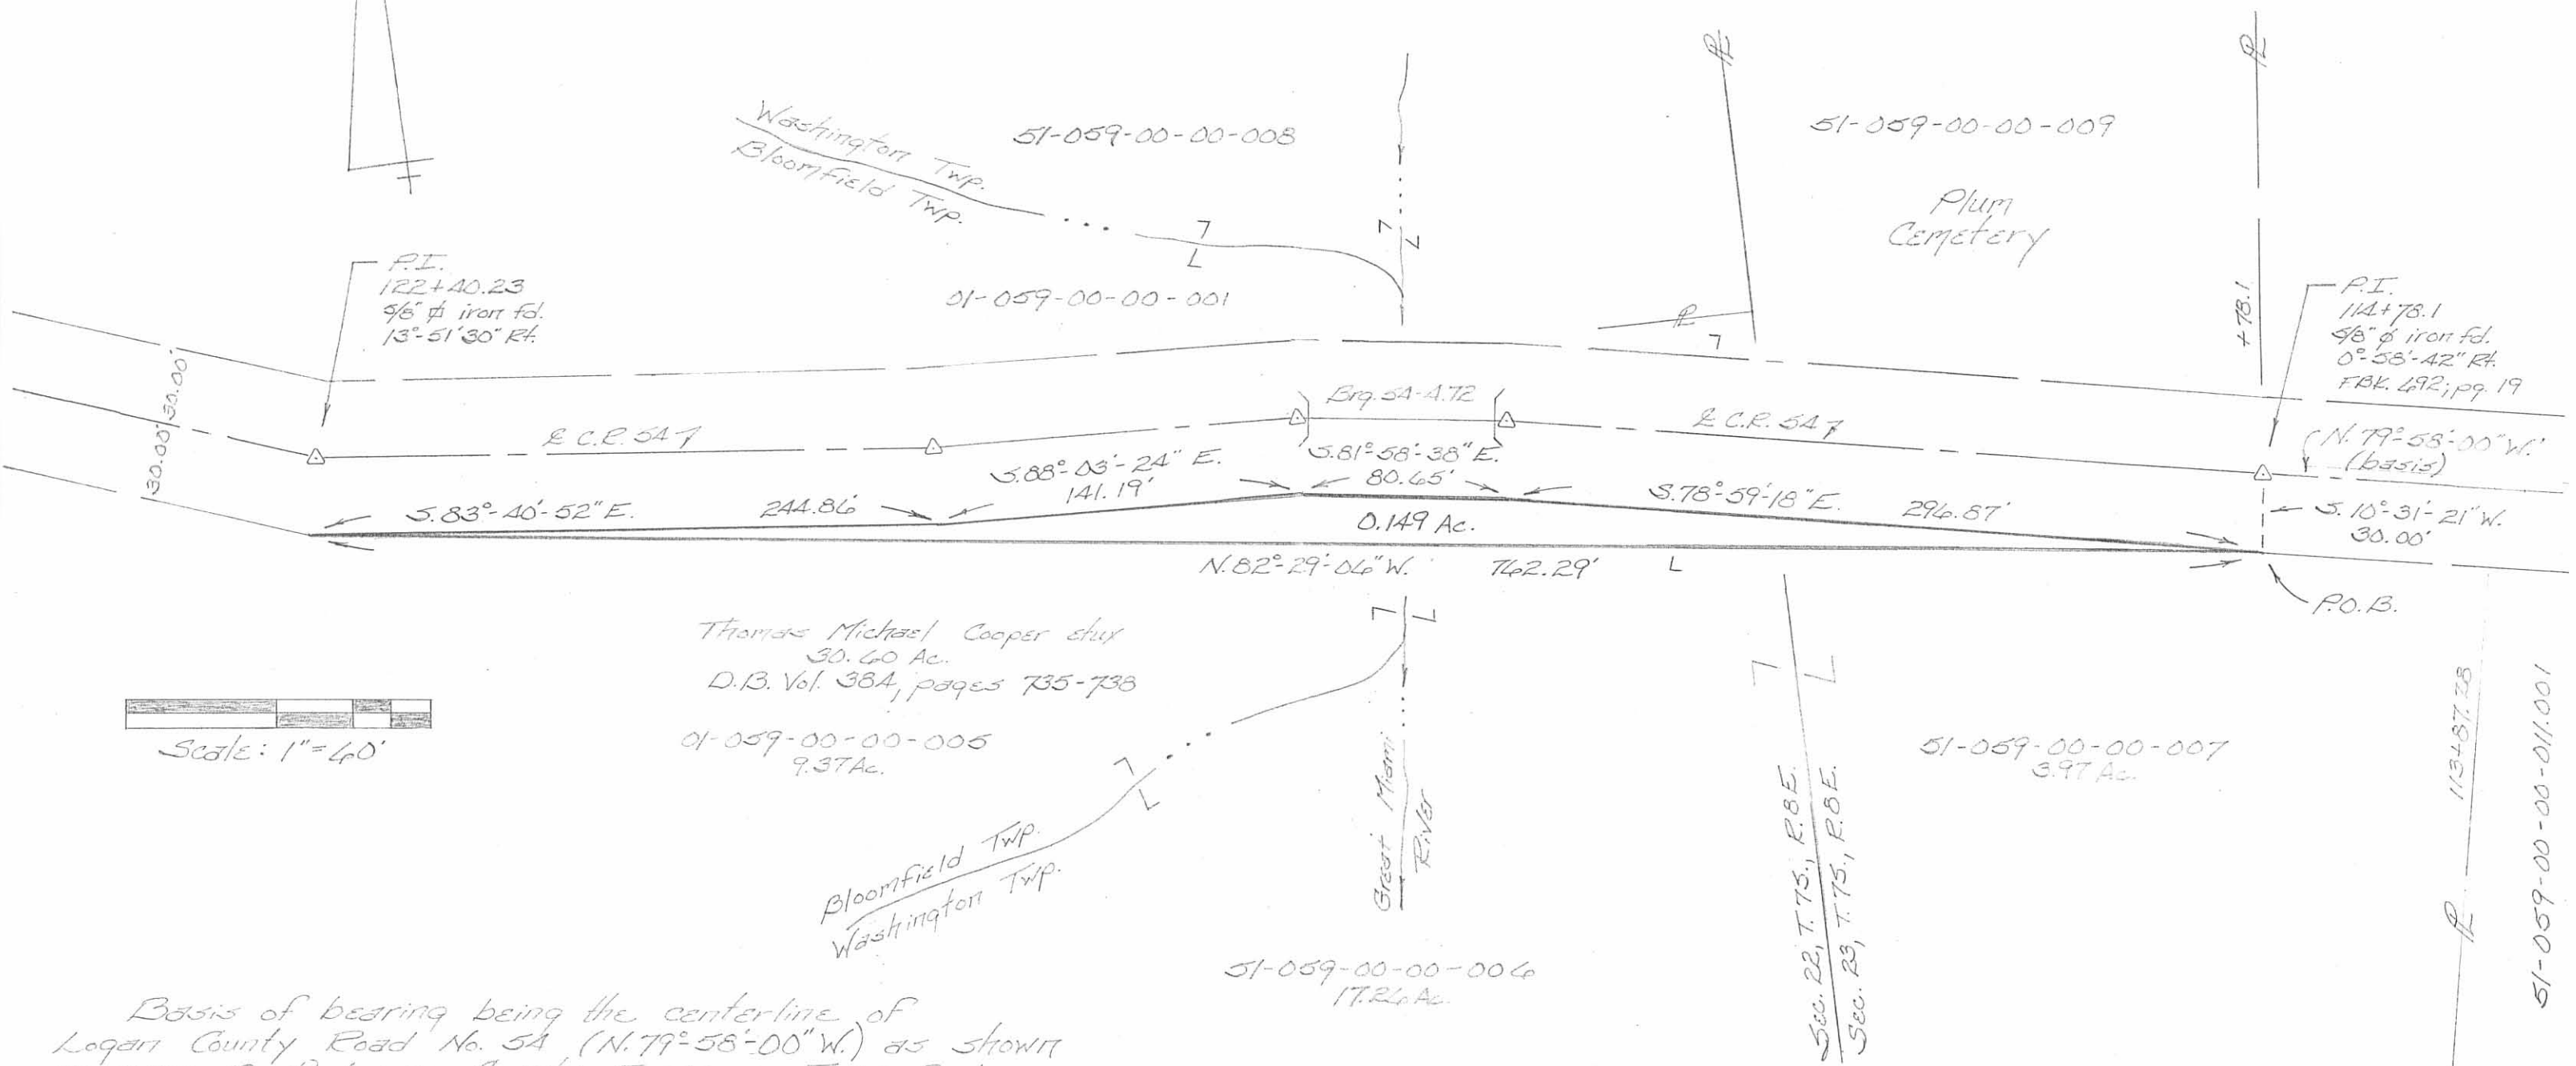 Washington Twp.
Bloomfield Twp.
51-059-00-00-008
51-059-00-00-009
Plum
Cemetery
P.I.
122+40.23
5/8" ϕ iron fd.
13°-51'30" Rt.
01-059-00-00-001
+78.1
P.I.
114+78.1
5/8" ϕ iron fd.
0°-58'-42" Rt.
FBK. 692; pg. 19
30.00' 30.00'
℄ C.R. 54
Brg. 54-4.72
℄ C.R. 54
N. 79°-58'-00" W.
(basis)
S. 83°-40'-52" E. 244.86'
S. 88°-03'-24" E.
141.19'
S. 81°-58'-38" E.
80.65'
S. 78°-59'-18" E. 296.87'
S. 10°-31'-21" W.
30.00'
0.149 Ac.
N. 82°-29'-06" W. 762.29'
P.O.B.
Thomas Michael Cooper etux
30.60 Ac.
D.B. Vol. 384, pages 735-738
01-059-00-00-005
9.37 Ac.
Scale: 1"=60'
Bloomfield Twp.
Washington Twp.
Great Miami
River
51-059-00-00-006
17.26 Ac.
Sec. 22, T.7S., R.8E.
Sec. 23, T.7S., R.8E.
51-059-00-00-007
3.97 Ac.
113+87.28
51-059-00-00-011.001
Basis of bearing being the centerline of
Logan County Road No. 54 (N. 79°-58'-00" W.) as shown